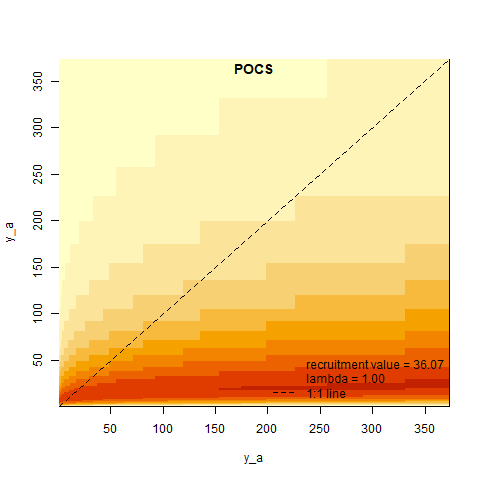 POCS
350
300
250
200
150
100
50
y_a
recruitment value = 36.07
lambda = 1.00
1:1 line
50 100 150 200 250 300 350
y_a